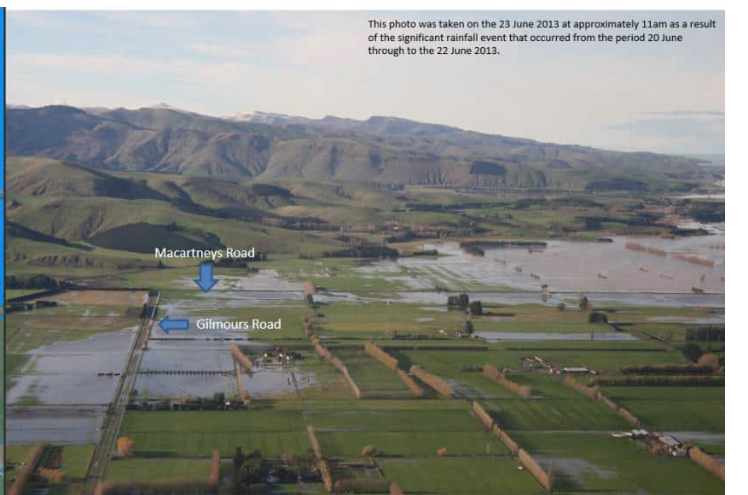 This photo was taken on the 23 June 2013 at approximately 11am as a result
of the significant rainfall event that occurred from the period 20 June
through to the 22 June 2013.
Macartneys Road
Gilmours Road